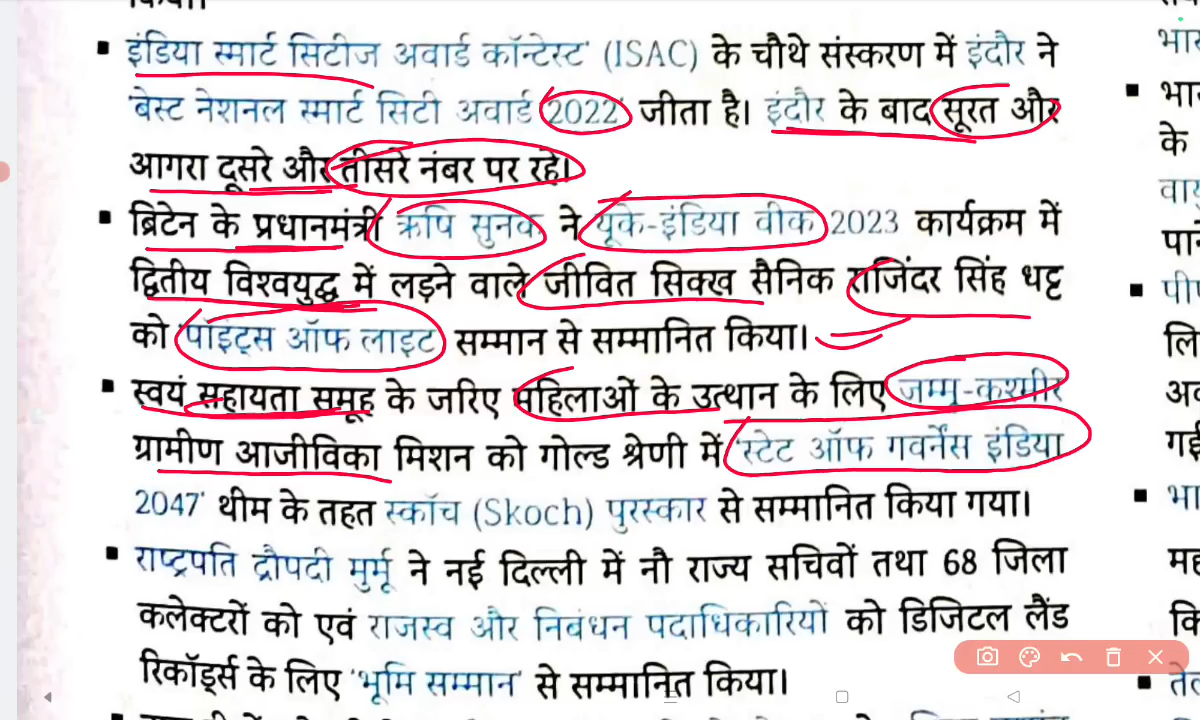 इंडिया स्मार्ट सिटीज अवार्ड कॉन्टेस्ट' (ISAC) के चौथे संस्करण में इंदौर ने
'बेस्ट नेशनल स्मार्ट सिटी अवार्ड 2022' जीता है। इंदौर के बाद सूरत और
आगरा दूसरे और तीसरे नंबर पर रहे।
ब्रिटेन के प्रधानमंत्री ऋषि सुनक ने यूके-इंडिया वीक 2023 कार्यक्रम में
द्वितीय विश्वयुद्ध में लड़ने वाले जीवित सिक्ख सैनिक राजिंदर सिंह धट्ट
को 'पॉइंट्स ऑफ लाइट' सम्मान से सम्मानित किया।
स्वयं सहायता समूह के जरिए महिलाओं के उत्थान के लिए जम्मू-कश्मीर
ग्रामीण आजीविका मिशन को गोल्ड श्रेणी में 'स्टेट ऑफ गवर्नेंस इंडिया
2047' थीम के तहत स्कॉच (Skoch) पुरस्कार से सम्मानित किया गया।
राष्ट्रपति द्रौपदी मुर्मू ने नई दिल्ली में नौ राज्य सचिवों तथा 68 जिला
कलेक्टरों को एवं राजस्व और निबंधन पदाधिकारियों को डिजिटल लैंड
रिकॉर्ड्स के लिए 'भूमि सम्मान' से सम्मानित किया।
के